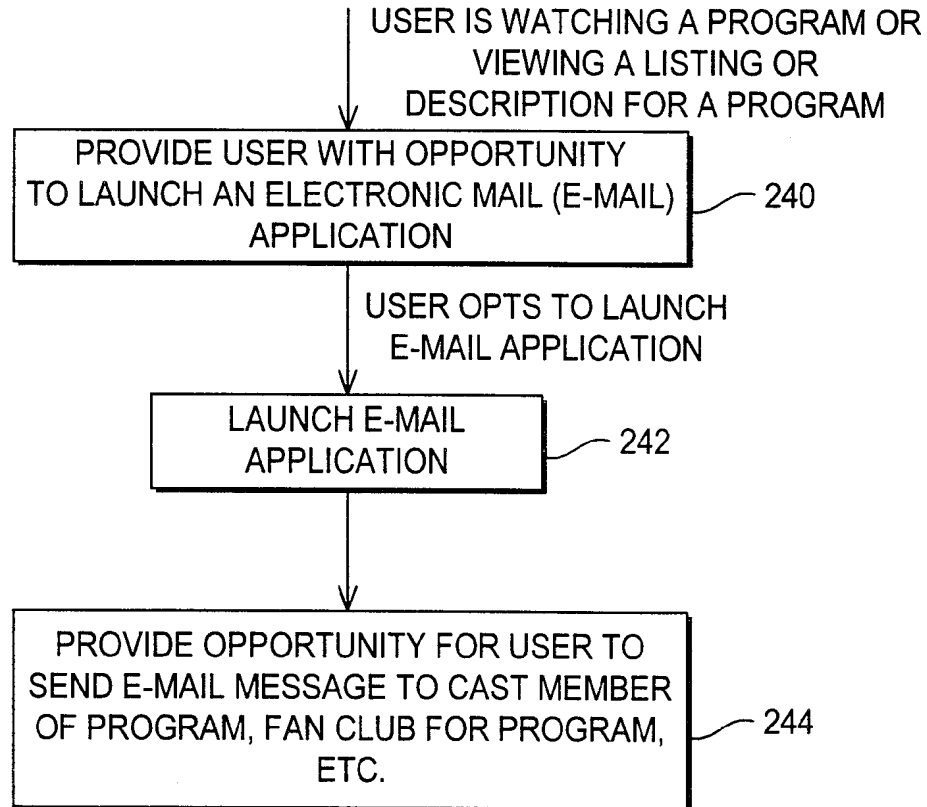 USER IS WATCHING A PROGRAM OR
VIEWING A LISTING OR
DESCRIPTION FOR A PROGRAM
PROVIDE USER WITH OPPORTUNITY
TO LAUNCH AN ELECTRONIC MAIL (E-MAIL)
APPLICATION
240
USER OPTS TO LAUNCH
E-MAIL APPLICATION
LAUNCH E-MAIL
APPLICATION
242
PROVIDE OPPORTUNITY FOR USER TO
SEND E-MAIL MESSAGE TO CAST MEMBER
OF PROGRAM, FAN CLUB FOR PROGRAM,
ETC.
244